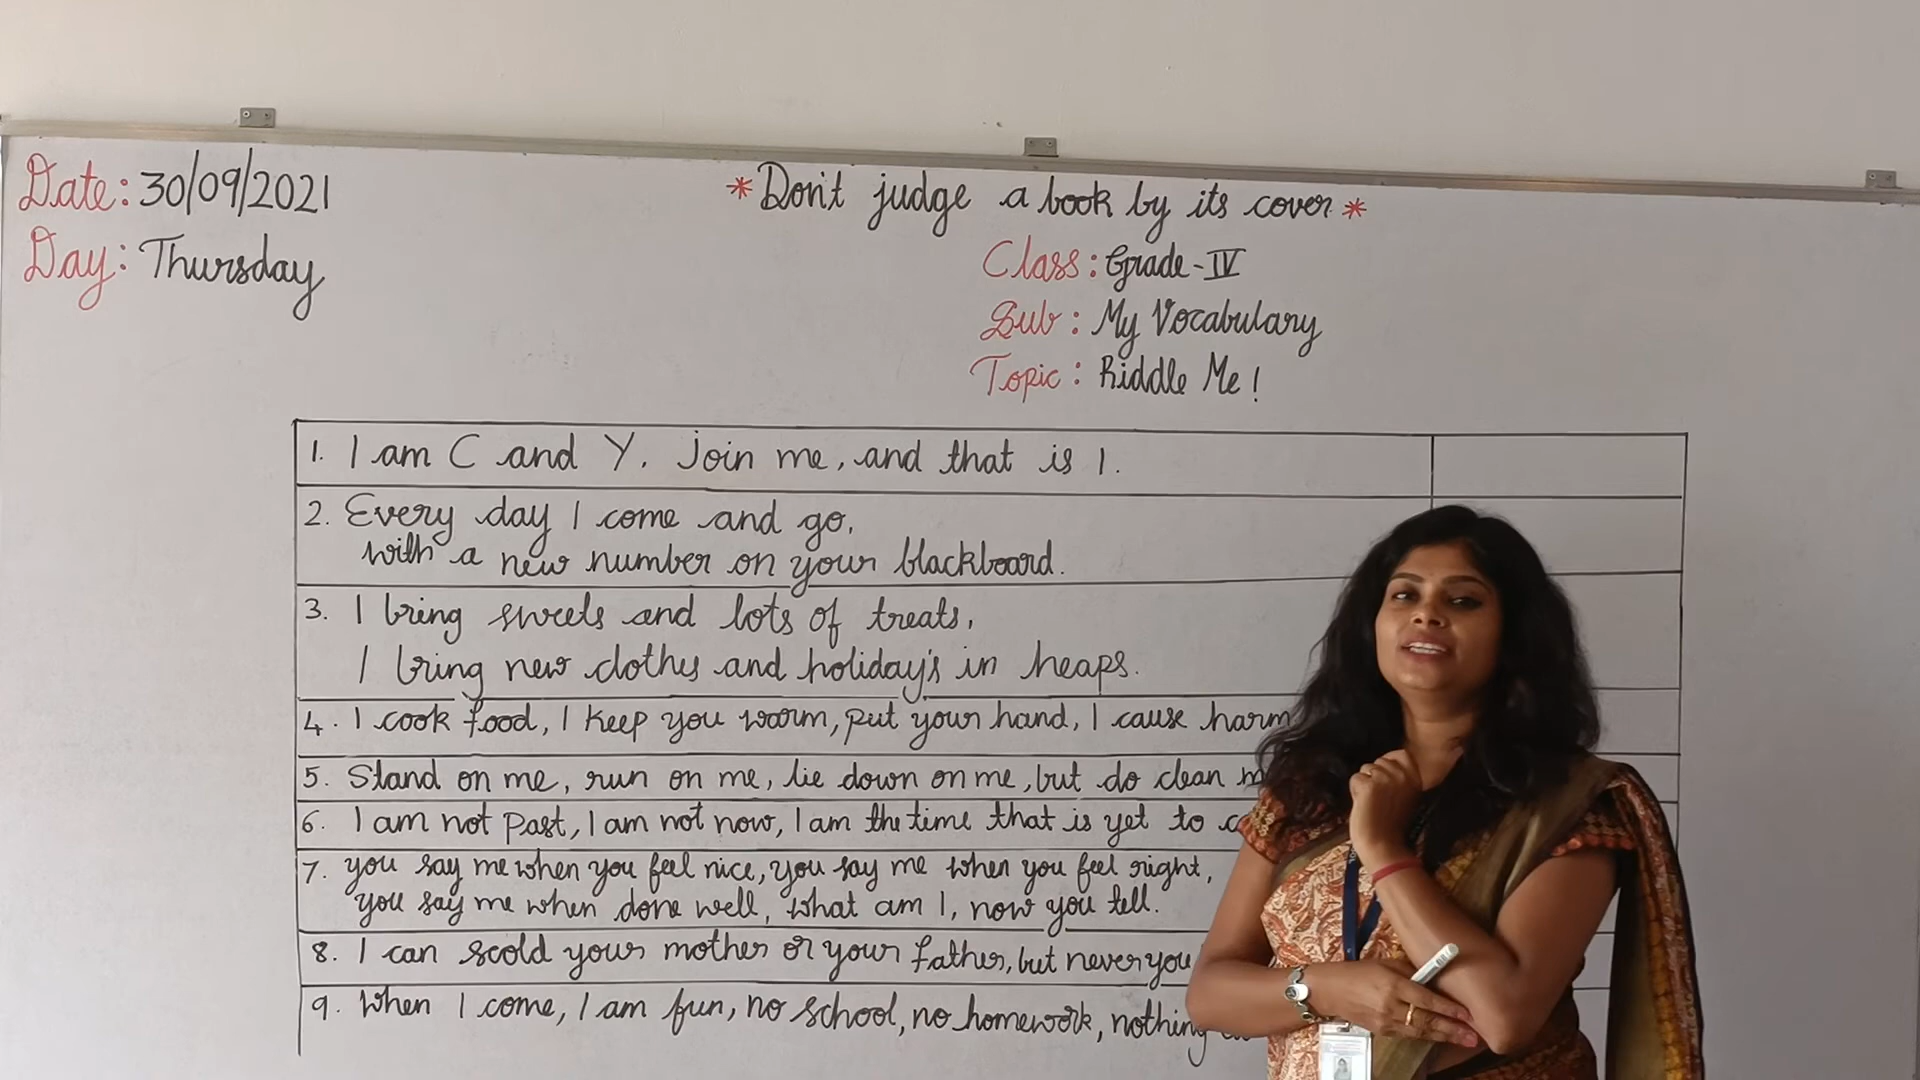 Date: 30/09/2021
Day: Thursday
*Don't judge a book by its cover*
Class: Grade-IV
Sub: My Vocabulary
Topic: Riddle Me!
1. I am C and Y. Join me, and that is 1.
2. Every day I come and go,
with a new number on your blackboard.
3. I bring sweets and lots of treats,
I bring new clothes and holiday's in heaps.
4. I cook food, I keep you warm, put your hand, I cause harm
5. Stand on me, run on me, lie down on me, but do clean
6. I am not past, I am not now, I am the time that is yet to
7. you say me when you feel nice, you say me when you feel right,
you say me when done well, what am I, now you tell.
8. I can scold your mother or your father, but never you
9. When I come, I am fun, no school, no homework, nothing